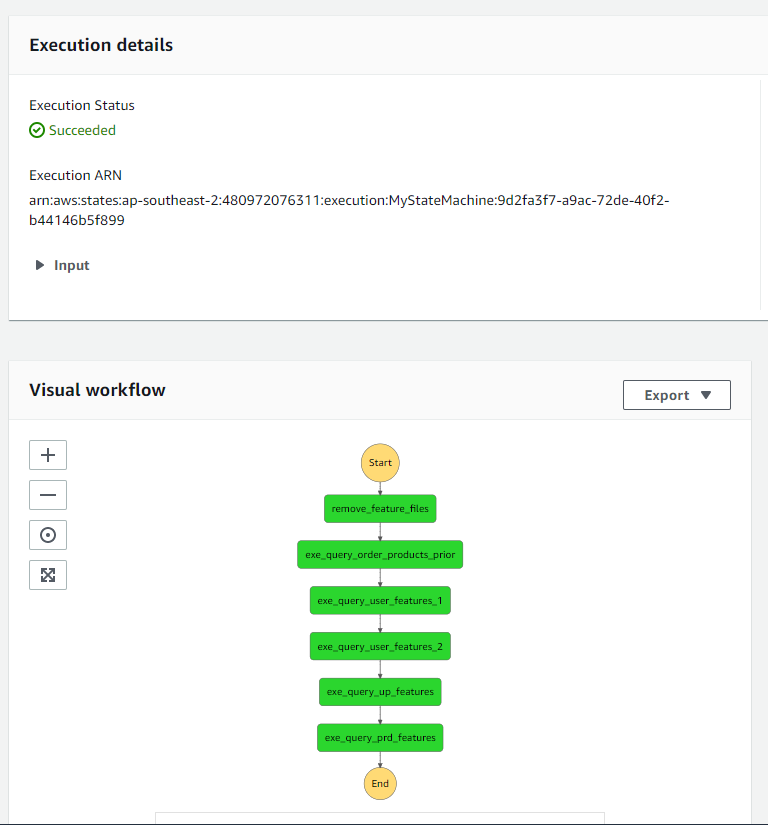 Execution details
Execution Status
Succeeded
Execution ARN
arn:aws:states:ap-southeast-2:480972076311:execution:MyStateMachine:9d2fa3f7-a9ac-72de-40f2-
b44146b5f899
Input
Visual workflow
Export
Start
remove_feature_files
exe_query_order_products_prior
exe_query_user_features_1
exe_query_user_features_2
exe_query_up_features
exe_query_prd_features
End